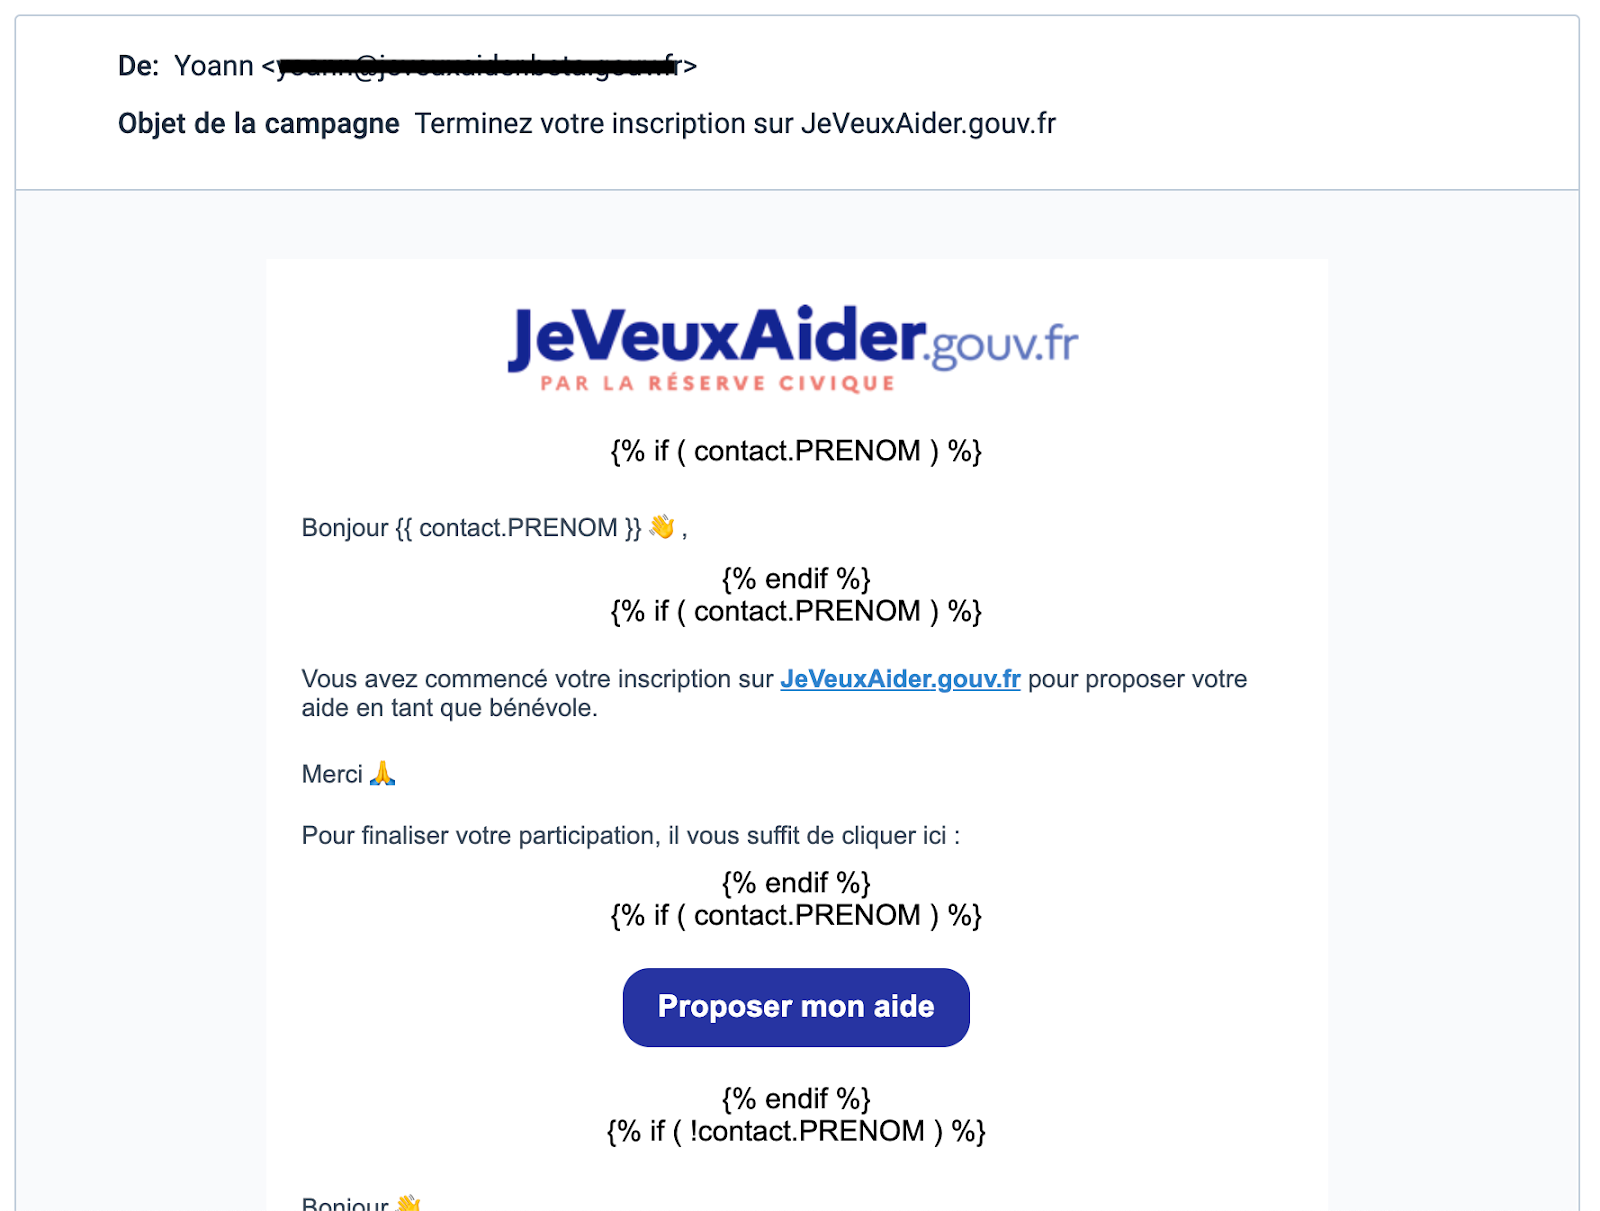 De: Yoann < >
Objet de la campagne Terminez votre inscription sur JeVeuxAider.gouv.fr
JeVeuxAider.gouv.fr
PAR LA RÉSERVE CIVIQUE
{% if ( contact.PRENOM ) %}
Bonjour {{ contact.PRENOM }} 👋 ,
{% endif %}
{% if ( contact.PRENOM ) %}
Vous avez commencé votre inscription sur JeVeuxAider.gouv.fr pour proposer votre
aide en tant que bénévole.
Merci 🙏
Pour finaliser votre participation, il vous suffit de cliquer ici :
{% endif %}
{% if ( contact.PRENOM ) %}
Proposer mon aide
{% endif %}
{% if ( !contact.PRENOM ) %}
Bonjour 👋